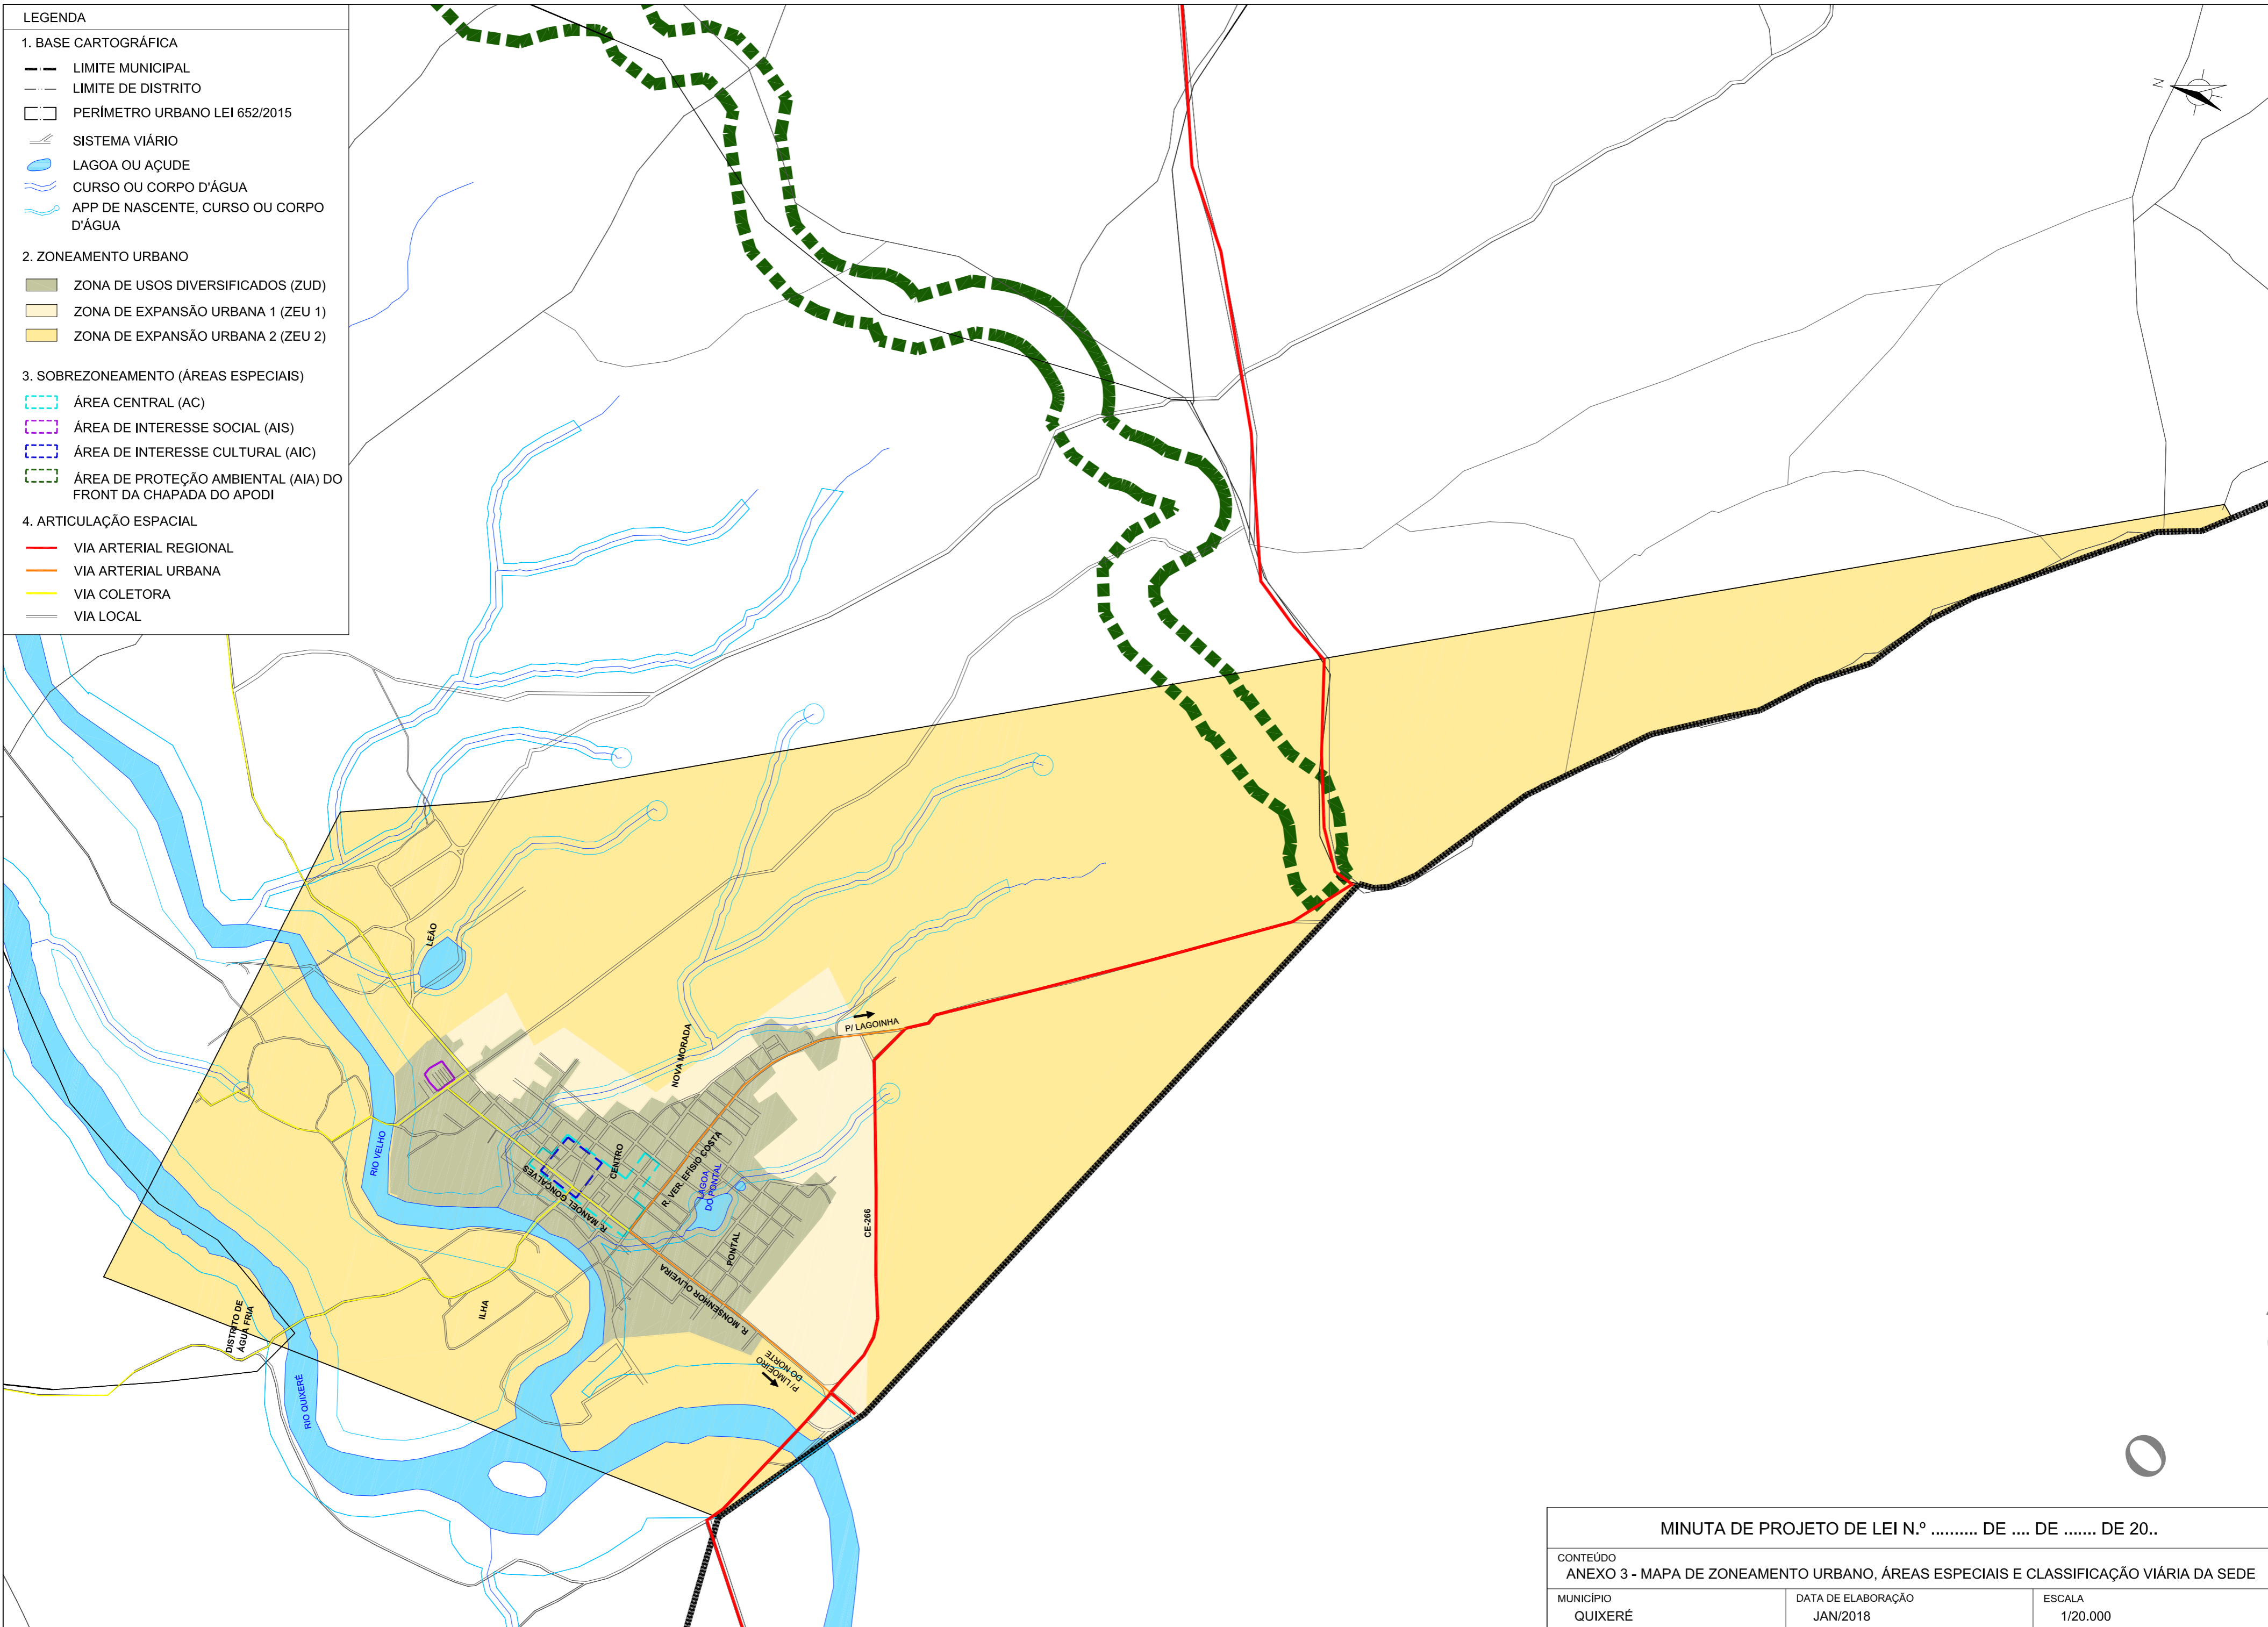 LEGENDA
1. BASE CARTOGRÁFICA
LIMITE MUNICIPAL
LIMITE DE DISTRITO
PERÍMETRO URBANO LEI 652/2015
SISTEMA VIÁRIO
LAGOA OU AÇUDE
CURSO OU CORPO D'ÁGUA
APP DE NASCENTE, CURSO OU CORPO
D'ÁGUA
2. ZONEAMENTO URBANO
ZONA DE USOS DIVERSIFICADOS (ZUD)
ZONA DE EXPANSÃO URBANA 1 (ZEU 1)
ZONA DE EXPANSÃO URBANA 2 (ZEU 2)
3. SOBREZONEAMENTO (ÁREAS ESPECIAIS)
ÁREA CENTRAL (AC)
ÁREA DE INTERESSE SOCIAL (AIS)
ÁREA DE INTERESSE CULTURAL (AIC)
ÁREA DE PROTEÇÃO AMBIENTAL (AIA) DO
FRONT DA CHAPADA DO APODI
4. ARTICULAÇÃO ESPACIAL
VIA ARTERIAL REGIONAL
VIA ARTERIAL URBANA
VIA COLETORA
VIA LOCAL
N
LEÃO
NOVA MORADA
P/ LAGOINHA
RIO VELHO
CENTRO
R. MANOEL GONÇALVES
R. VER. EFÍSIO COSTA
LAGOA
DO PONTAL
PONTAL
CE-266
R. MONSENHOR OLIVEIRA
P/ LIMOEIRO
DO NORTE
ILHA
DISTRITO DE
ÁGUA FRIA
RIO QUIXERÉ
0
MINUTA DE PROJETO DE LEI N.º .......... DE .... DE ....... DE 20..
CONTEÚDO
ANEXO 3 - MAPA DE ZONEAMENTO URBANO, ÁREAS ESPECIAIS E CLASSIFICAÇÃO VIÁRIA DA SEDE
MUNICÍPIO
QUIXERÉ
DATA DE ELABORAÇÃO
JAN/2018
ESCALA
1/20.000